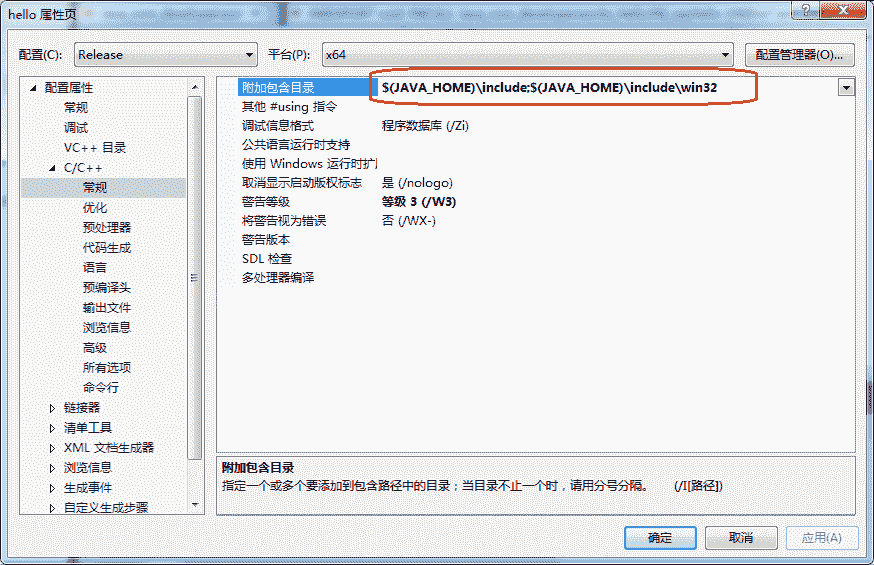 hello 属性页
配置(C): Release 平台(P): x64 配置管理器(O)...
配置属性
常规
调试
VC++ 目录
C/C++
常规
优化
预处理器
代码生成
语言
预编译头
输出文件
浏览信息
高级
所有选项
命令行
链接器
清单工具
XML 文档生成器
浏览信息
生成事件
自定义生成步骤
附加包含目录 $(JAVA_HOME)\include;$(JAVA_HOME)\include\win32
其他 #using 指令
调试信息格式 程序数据库 (/Zi)
公共语言运行时支持
使用 Windows 运行时扩
取消显示启动版权标志 是 (/nologo)
警告等级 等级 3 (/W3)
将警告视为错误 否 (/WX-)
警告版本
SDL 检查
多处理器编译
附加包含目录
指定一个或多个要添加到包含路径中的目录；当目录不止一个时，请用分号分隔。 (/I[路径])
确定 取消 应用(A)